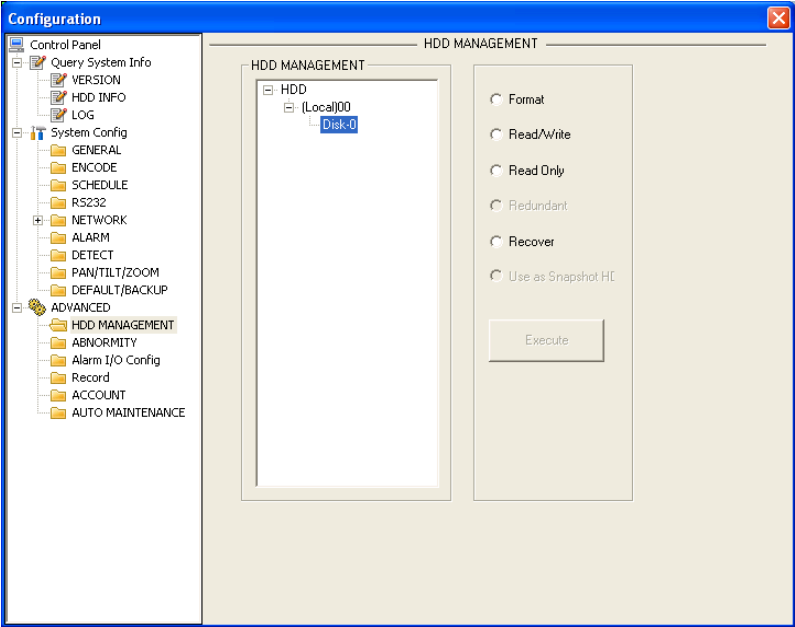 Configuration
Control Panel
Query System Info
VERSION
HDD INFO
LOG
System Config
GENERAL
ENCODE
SCHEDULE
RS232
NETWORK
ALARM
DETECT
PAN/TILT/ZOOM
DEFAULT/BACKUP
ADVANCED
HDD MANAGEMENT
ABNORMITY
Alarm I/O Config
Record
ACCOUNT
AUTO MAINTENANCE
HDD MANAGEMENT
HDD MANAGEMENT
HDD
(Local)00
Disk-0
Format
Read/Write
Read Only
Redundant
Recover
Use as Snapshot HD
Execute